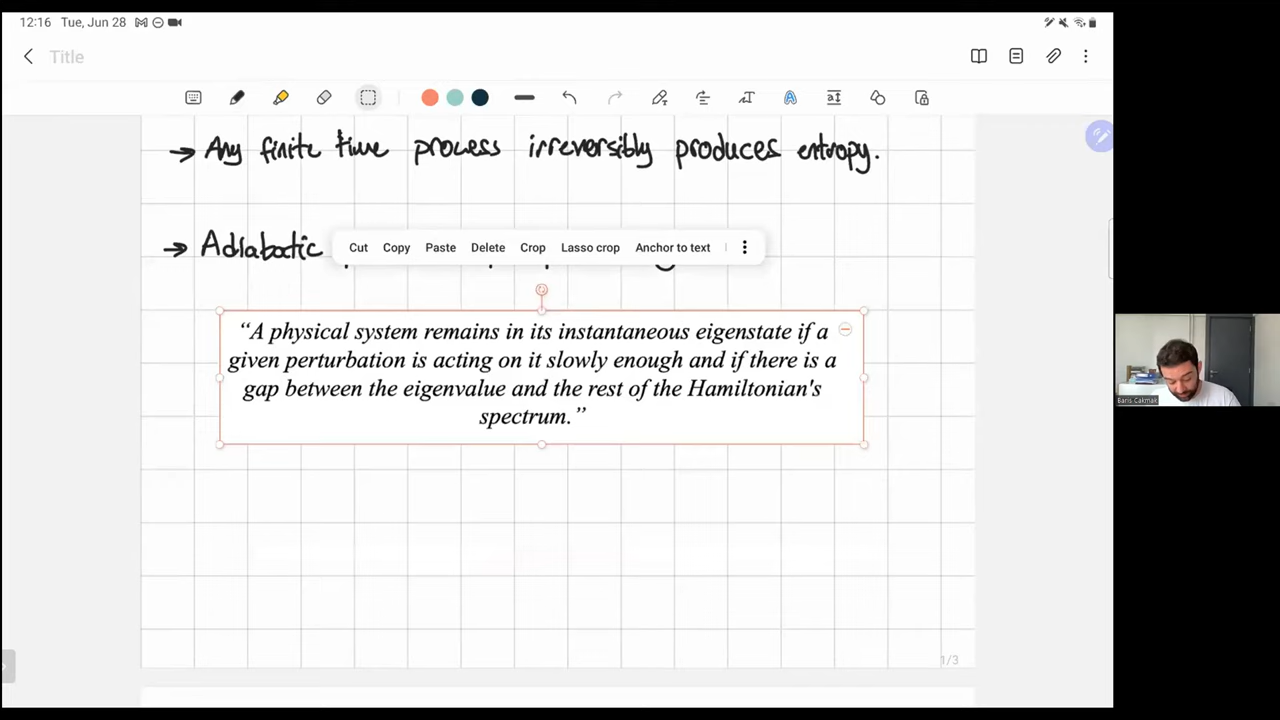 12:16 Tue, Jun 28
Title
→ Any finite time process irreversibly produces entropy.
→ Adiabatic
Cut Copy Paste Delete Crop Lasso crop Anchor to text
“A physical system remains in its instantaneous eigenstate if a
given perturbation is acting on it slowly enough and if there is a
gap between the eigenvalue and the rest of the Hamiltonian's
spectrum.”
Baris Cakmak
1/3